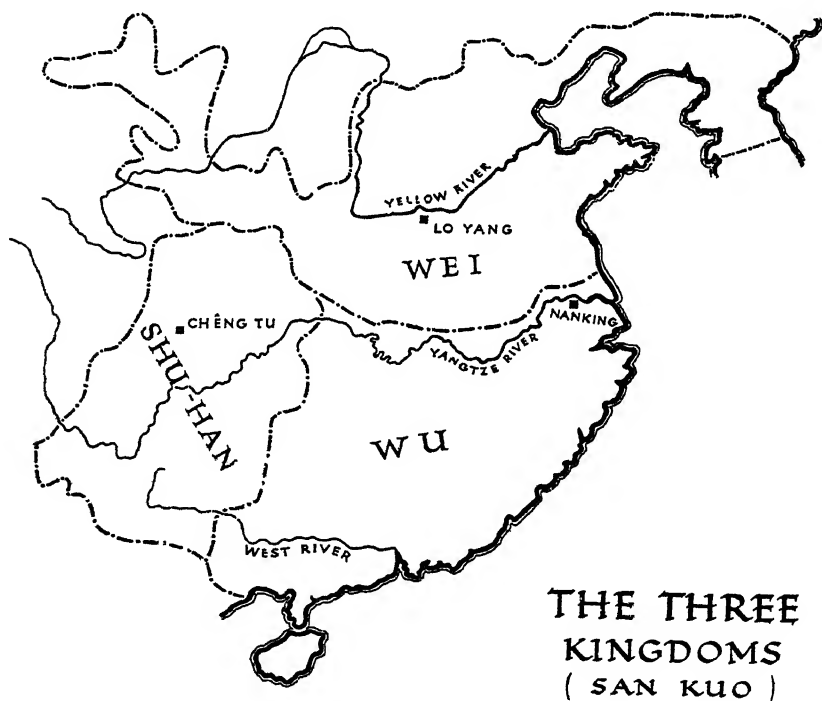 YELLOW RIVER
LO YANG
WEI
NANKING
CHÊNG TU
YANGTZE RIVER
SHU-HAN
WU
WEST RIVER
THE THREE
KINGDOMS
( SAN KUO )